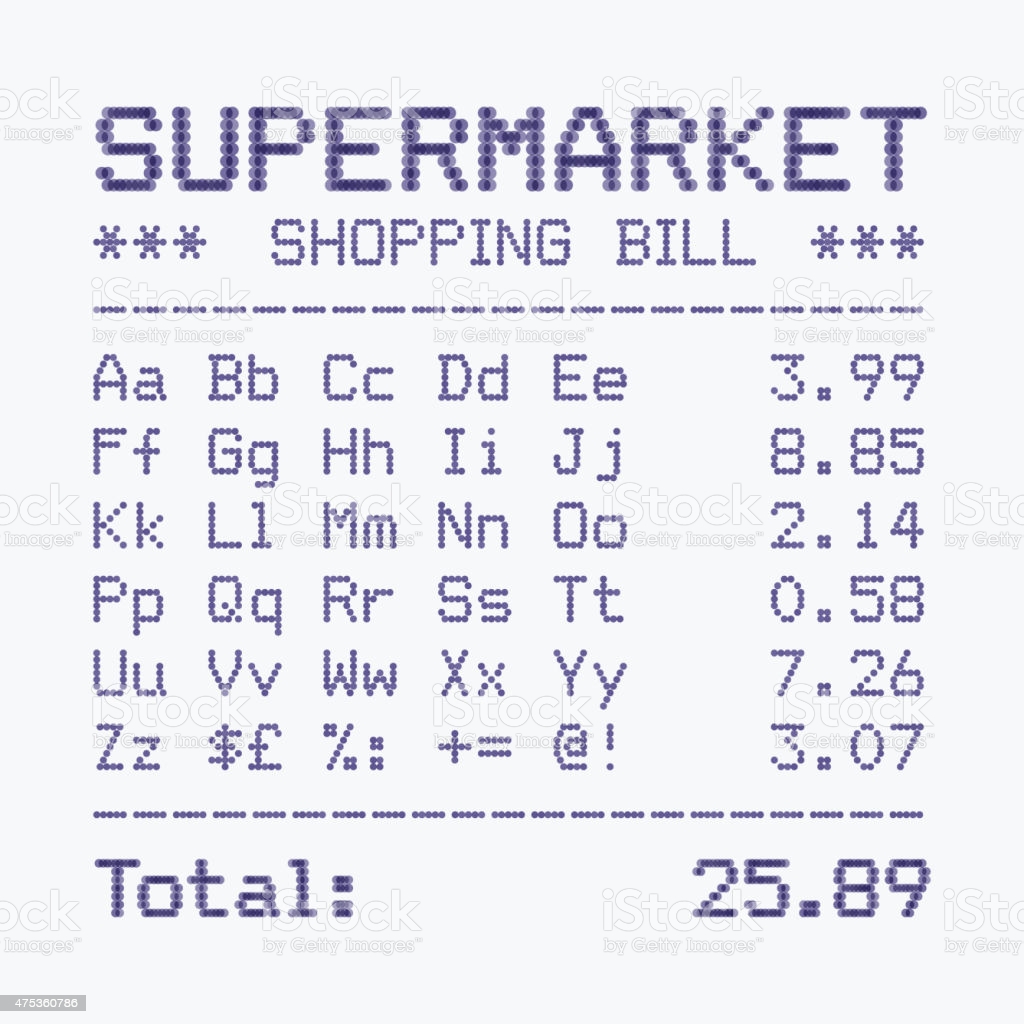 SUPERMARKET
*** SHOPPING BILL ***
Aa Bb Cc Dd Ee 3.99
Ff Gg Hh Ii Jj 8.85
Kk Ll Mm Nn Oo 2.14
Pp Qq Rr Ss Tt 0.58
Uu Vv Ww Xx Yy 7.26
Zz $£ %: += @! 3.07
Total: 25.89
iStock
by Getty Images™
475360786